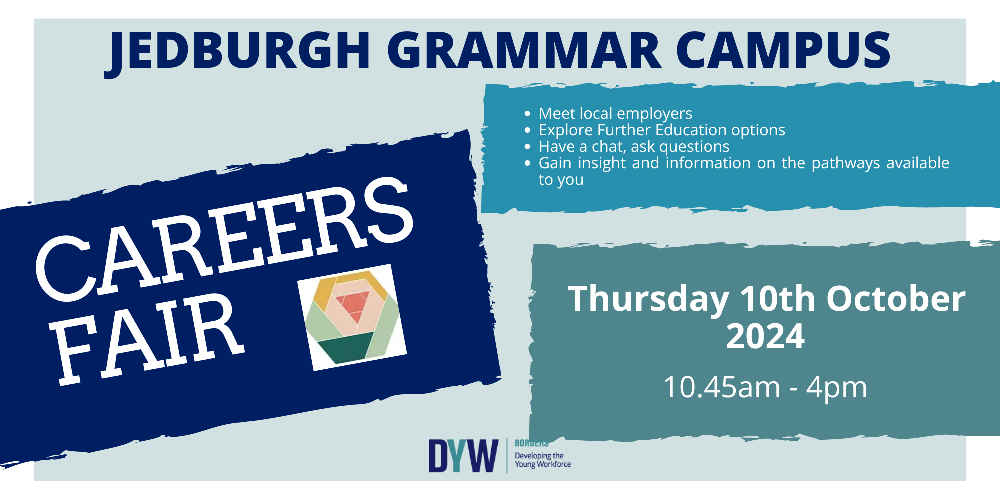 JEDBURGH GRAMMAR CAMPUS
Meet local employers
Explore Further Education options
Have a chat, ask questions
Gain insight and information on the pathways available
to you
CAREERS
FAIR
Thursday 10th October
2024
10.45am - 4pm
DYW
BORDERS
Developing the
Young Workforce